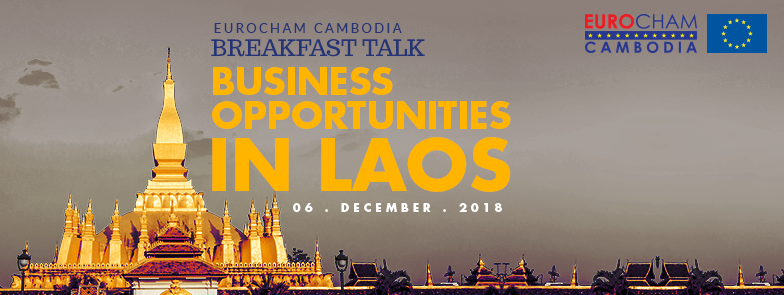 EUROCHAM CAMBODIA
BREAKFAST TALK
BUSINESS
OPPORTUNITIES
IN LAOS
06 . DECEMBER . 2018
EUROCHAM
CAMBODIA